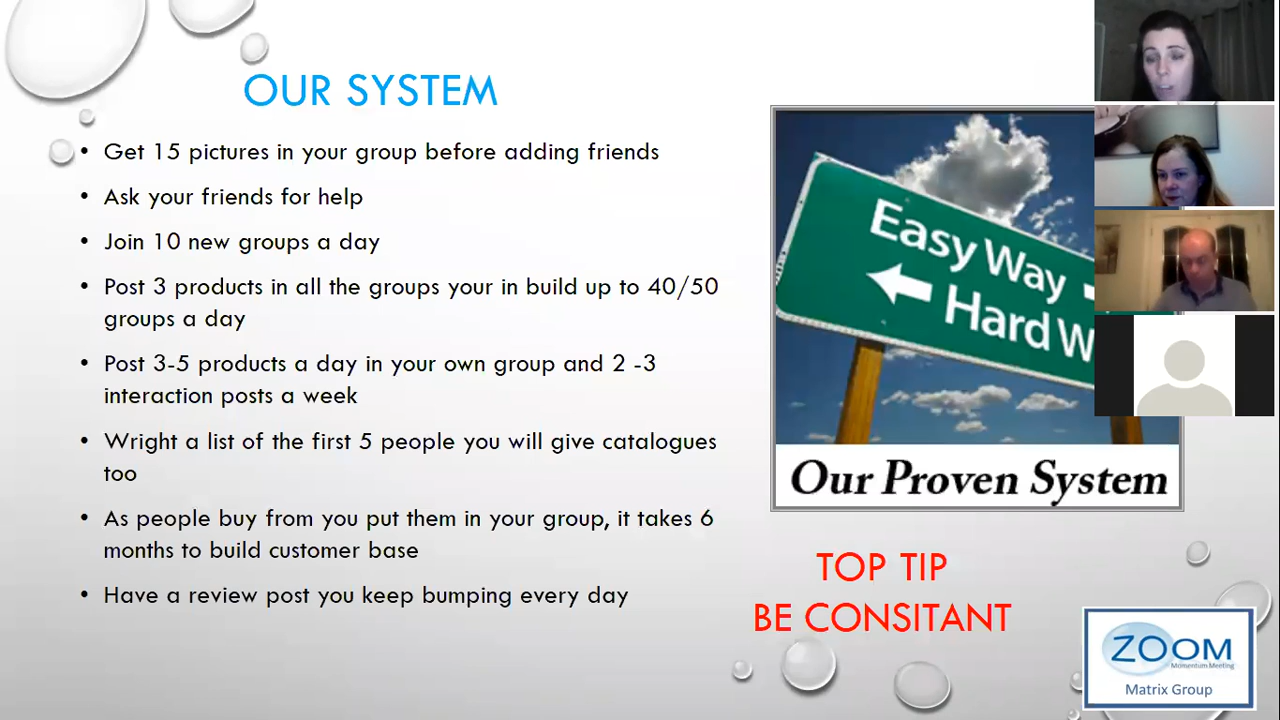 OUR SYSTEM
• Get 15 pictures in your group before adding friends
• Ask your friends for help
• Join 10 new groups a day
• Post 3 products in all the groups your in build up to 40/50
groups a day
• Post 3-5 products a day in your own group and 2 -3
interaction posts a week
• Wright a list of the first 5 people you will give catalogues
too
• As people buy from you put them in your group, it takes 6
months to build customer base
• Have a review post you keep bumping every day
Easy Way
Hard W
Our Proven System
TOP TIP
BE CONSITANT
ZOOM
Momentum Meeting
Matrix Group